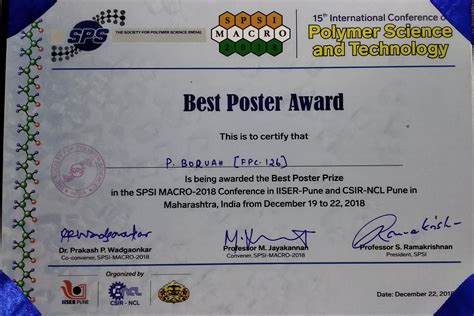 SPS
THE SOCIETY FOR POLYMER SCIENCE (INDIA)
SPSI
MACRO
2018
15th International Conference on
Polymer Science
and Technology
Best Poster Award
This is to certify that
P. BORUAH [FPC-126]
is being awarded the Best Poster Prize
in the SPSI MACRO-2018 Conference in IISER-Pune and CSIR-NCL Pune in
Maharashtra, India from December 19 to 22, 2018
Dr. Prakash P. Wadgaonkar
Co-convener, SPSI-MACRO-2018
Professor M. Jayakannan
Convener, SPSI-MACRO-2018
Professor S. Ramakrishnan
President, SPSI
Organized by
IISER PUNE
NCL
CSIR - NCL
December 22, 2018